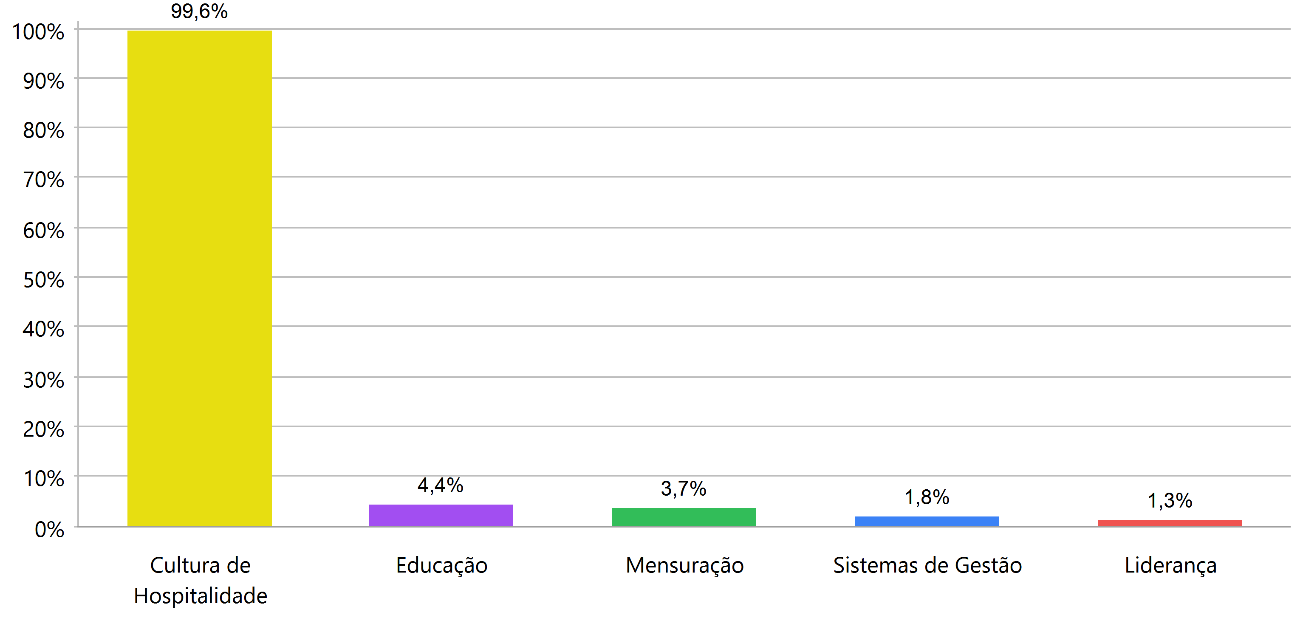 99,6%
100%
90%
80%
70%
60%
50%
40%
30%
20%
10%
0%
4,4%
3,7%
1,8%
1,3%
Cultura de
Hospitalidade
Educação
Mensuração
Sistemas de Gestão
Liderança